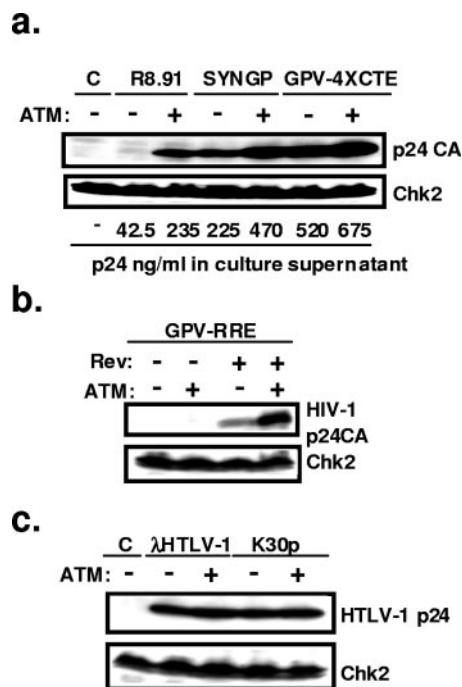 a.
C R8.91 SYNGP GPV-4XCTE
ATM: - - + - + - +
p24 CA
Chk2
- 42.5 235 225 470 520 675
p24 ng/ml in culture supernatant
b.
GPV-RRE
Rev: - - + +
ATM: - + - +
HIV-1
p24CA
Chk2
c.
C λHTLV-1 K30p
ATM: - - + - +
HTLV-1 p24
Chk2